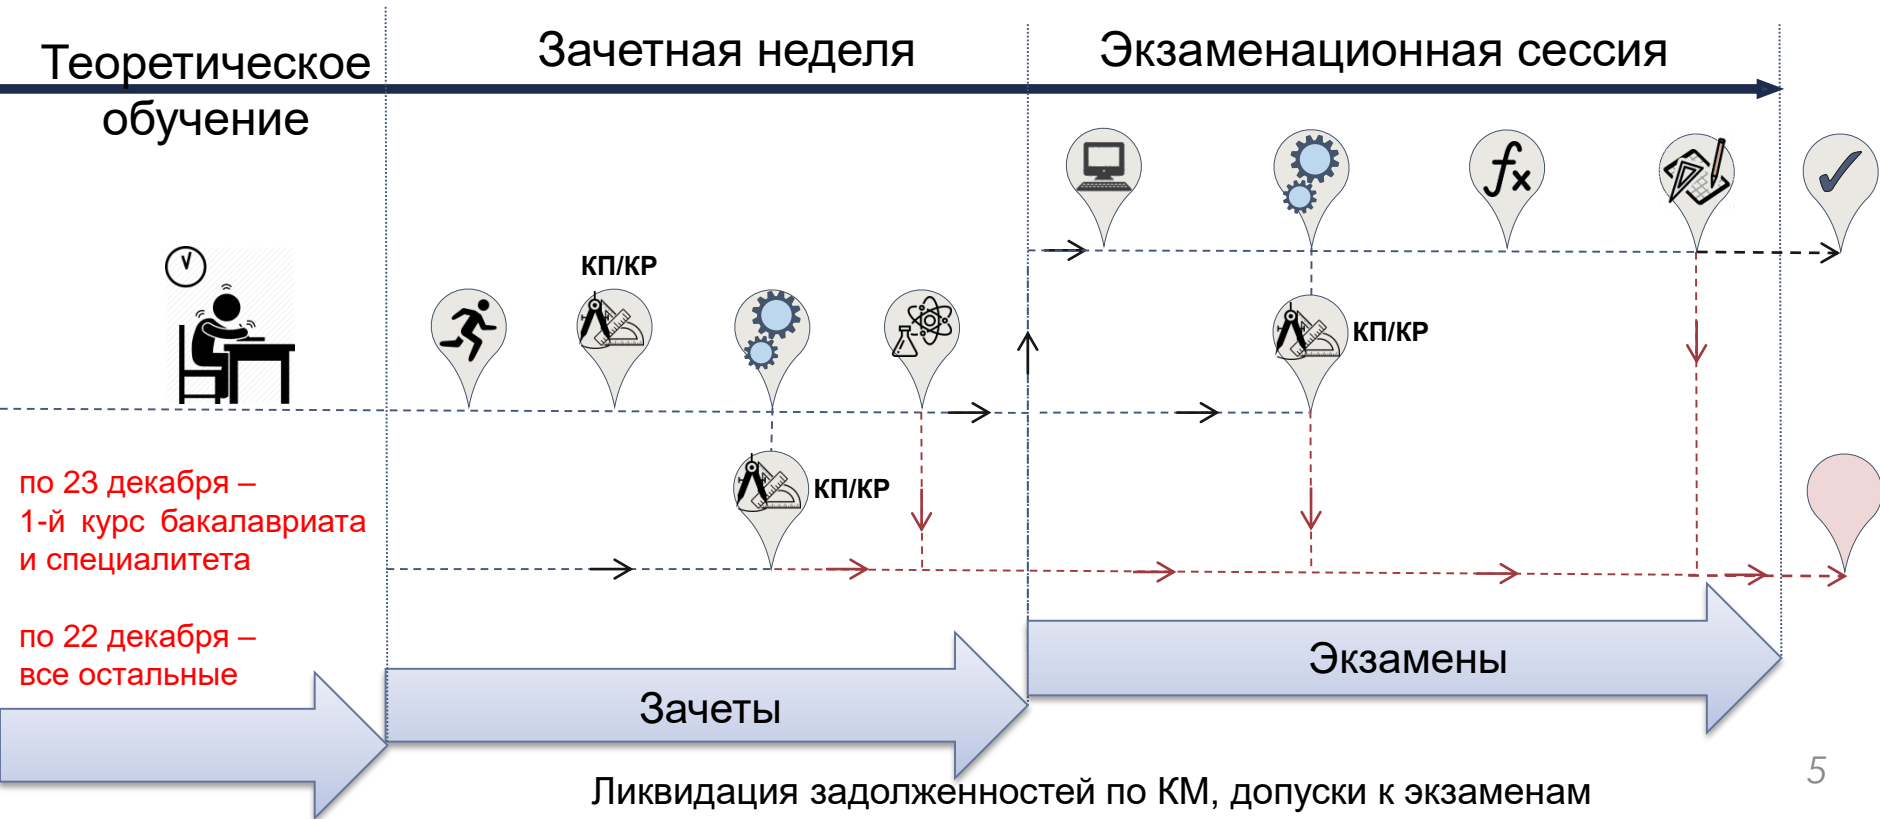 Теоретическое
обучение
Зачетная неделя
Экзаменационная сессия
КП/КР
fx
КП/КР
КП/КР
по 23 декабря –
1-й курс бакалавриата
и специалитета
по 22 декабря –
все остальные
Зачеты
Экзамены
Ликвидация задолженностей по КМ, допуски к экзаменам
5